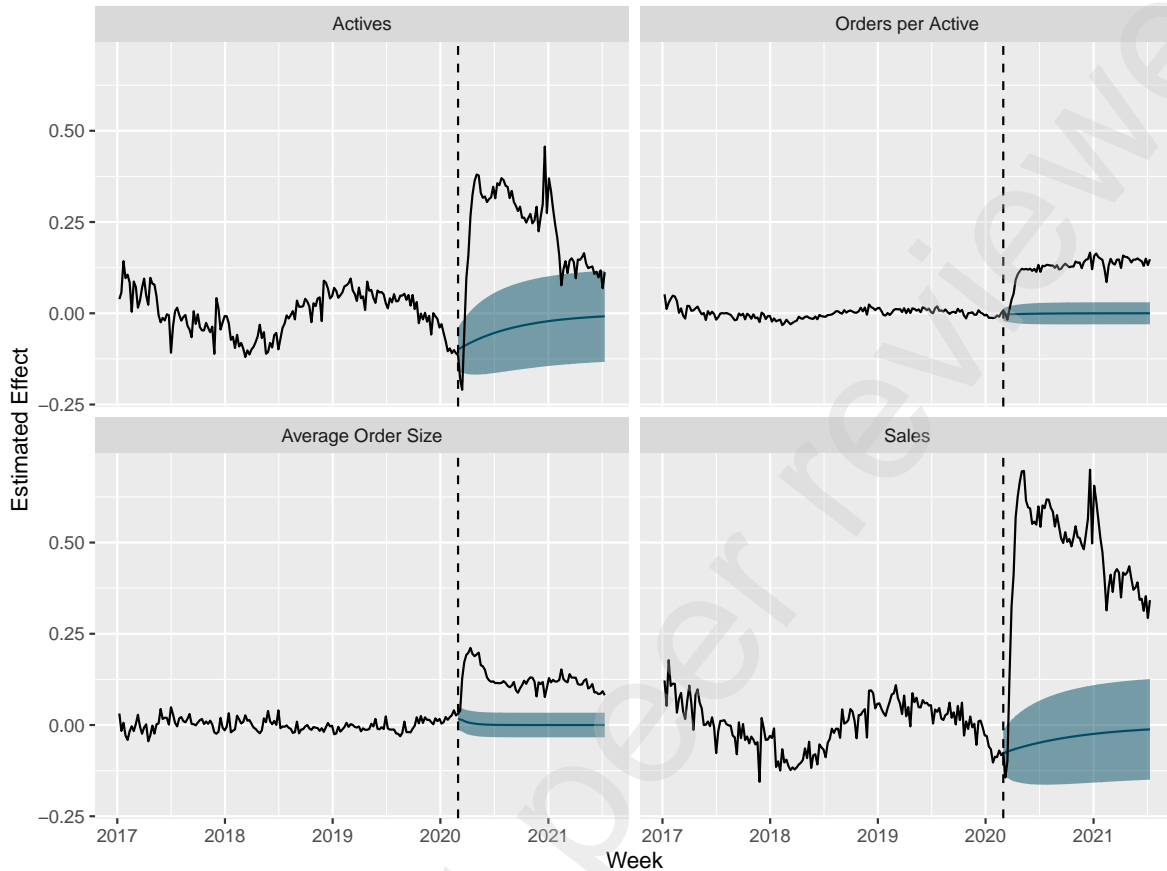 Actives
Orders per Active
0.50
0.25
0.00
−0.25
Average Order Size
Sales
0.50
0.25
0.00
−0.25
2017 2018 2019 2020 2021
2017 2018 2019 2020 2021
Week
Estimated Effect
peer review